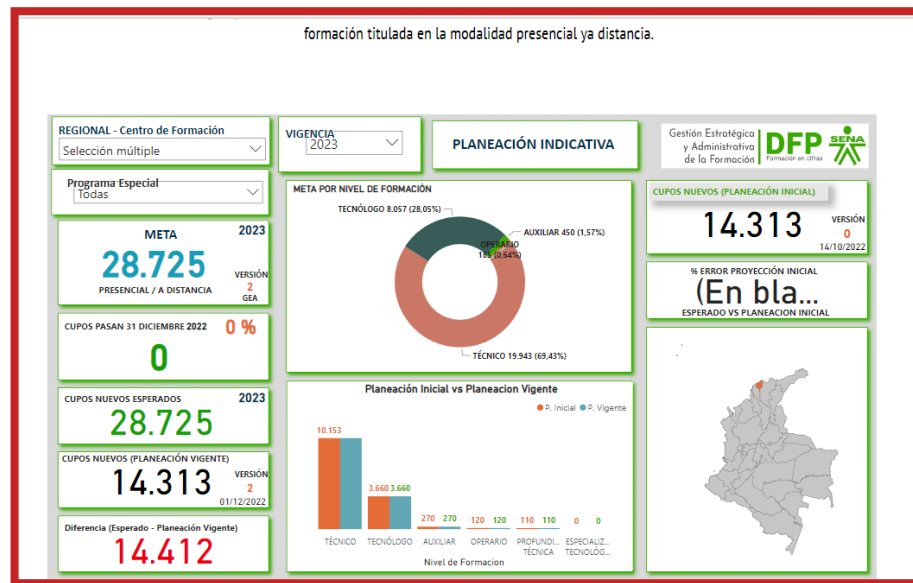 formación titulada en la modalidad presencial ya distancia.
REGIONAL - Centro de Formación
Selección múltiple
VIGENCIA
2023
PLANEACIÓN INDICATIVA
Gestión Estratégica
y Administrativa
de la Formación
DFP
Formación en cifras
SENA
Programa Especial
Todas
META
2023
28.725
PRESENCIAL / A DISTANCIA
VERSIÓN
2
GEA
CUPOS PASAN 31 DICIEMBRE 2022
0 %
0
CUPOS NUEVOS ESPERADOS
2023
28.725
CUPOS NUEVOS (PLANEACIÓN VIGENTE)
14.313
VERSIÓN
2
01/12/2022
Diferencia (Esperado - Planeación Vigente)
14.412
META POR NIVEL DE FORMACIÓN
TECNÓLOGO 8.057 (28,05%)
AUXILIAR 450 (1,57%)
OPERARIO
185 (0,64%)
TÉCNICO 19.943 (69,43%)
Planeación Inicial vs Planeacion Vigente
P. Inicial P. Vigente
10.153
3.660 3.660
270 270
120 120
110 110
0 0
TÉCNICO
TECNÓLOGO
AUXILIAR
OPERARIO
PROFUNDI...
TÉCNICA
ESPECIALIZ...
TECNOLÓG...
Nivel de Formacion
CUPOS NUEVOS (PLANEACIÓN INICIAL)
14.313
VERSIÓN
0
14/10/2022
% ERROR PROYECCIÓN INICIAL
(En bla...
ESPERADO VS PLANEACION INICIAL